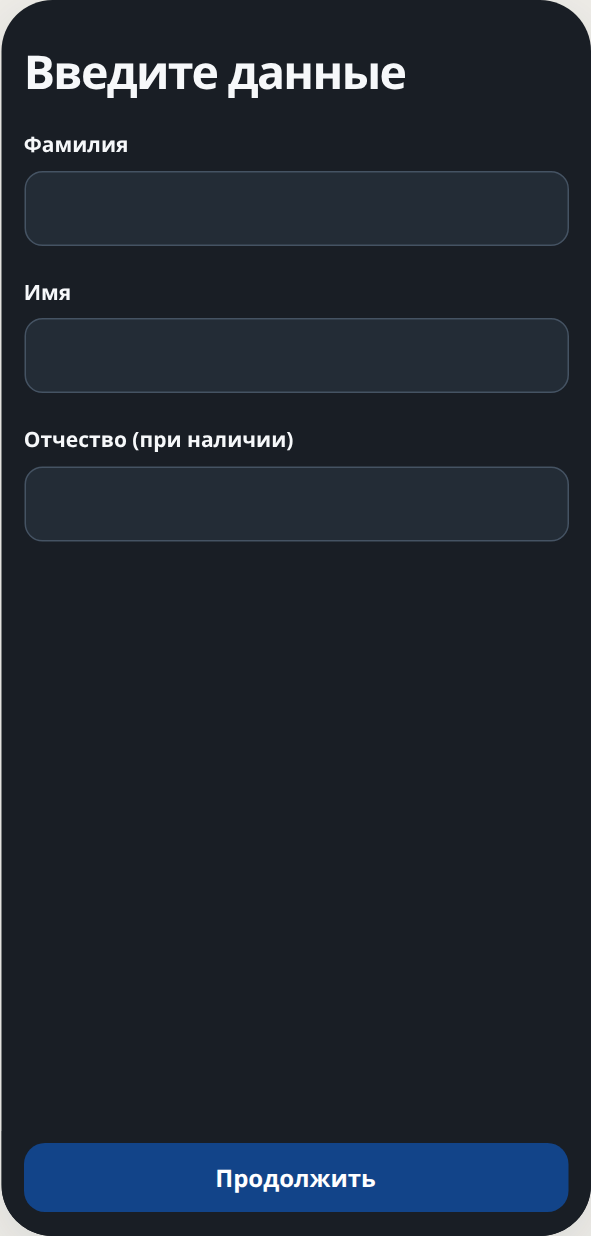 Введите данные
Фамилия
Имя
Отчество (при наличии)
Продолжить